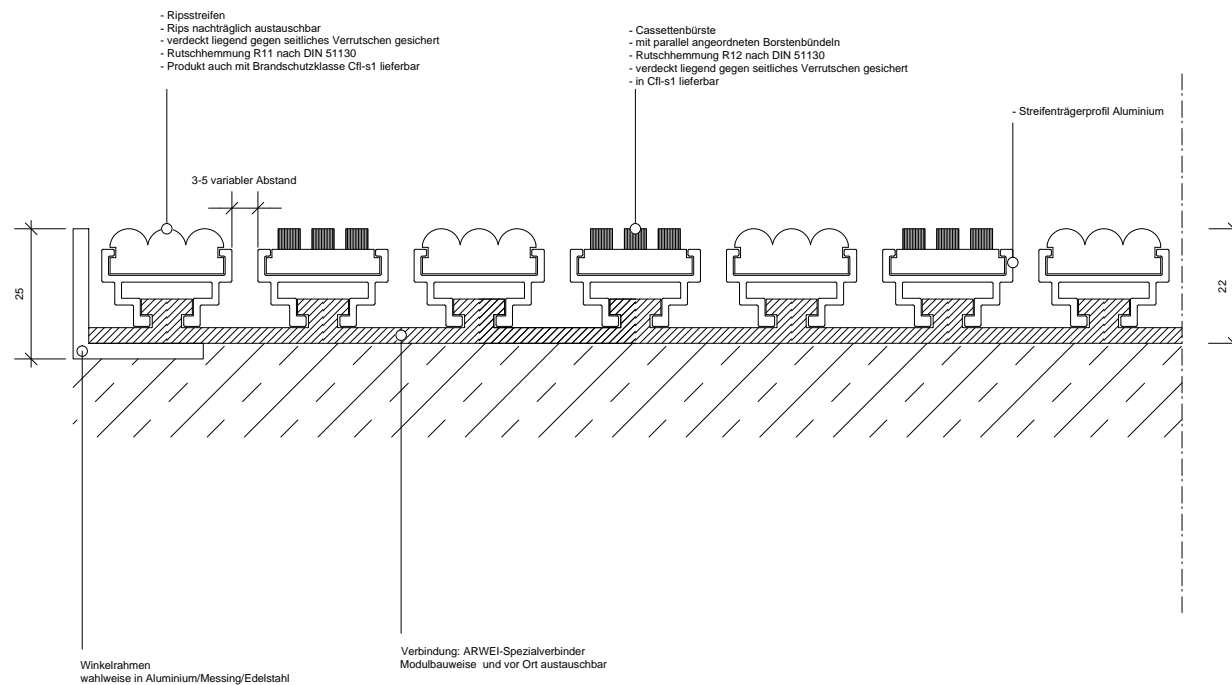 - Ripsstreifen
- Rips nachträglich austauschbar
- verdeckt liegend gegen seitliches Verrutschen gesichert
- Rutschhemmung R11 nach DIN 51130
- Produkt auch mit Brandschutzklasse Cfl-s1 lieferbar
- Cassettenbürste
- mit parallel angeordneten Borstenbündeln
- Rutschhemmung R12 nach DIN 51130
- verdeckt liegend gegen seitliches Verrutschen gesichert
- in Cfl-s1 lieferbar
- Streifenträgerprofil Aluminium
3-5 variabler Abstand
25
22
Winkelrahmen
wahlweise in Aluminium/Messing/Edelstahl
Verbindung: ARWEI-Spezialverbinder
Modulbauweise und vor Ort austauschbar